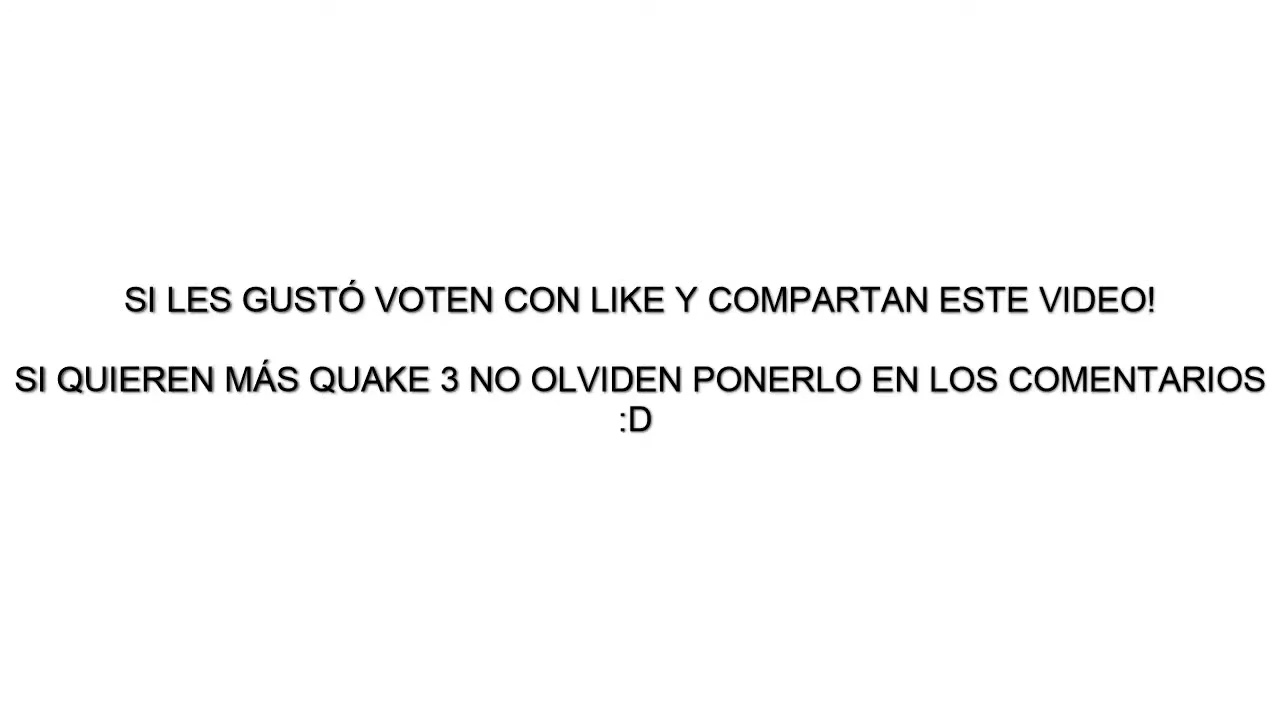 SI LES GUSTÓ VOTEN CON LIKE Y COMPARTAN ESTE VIDEO!
SI QUIEREN MÁS QUAKE 3 NO OLVIDEN PONERLO EN LOS COMENTARIOS
:D